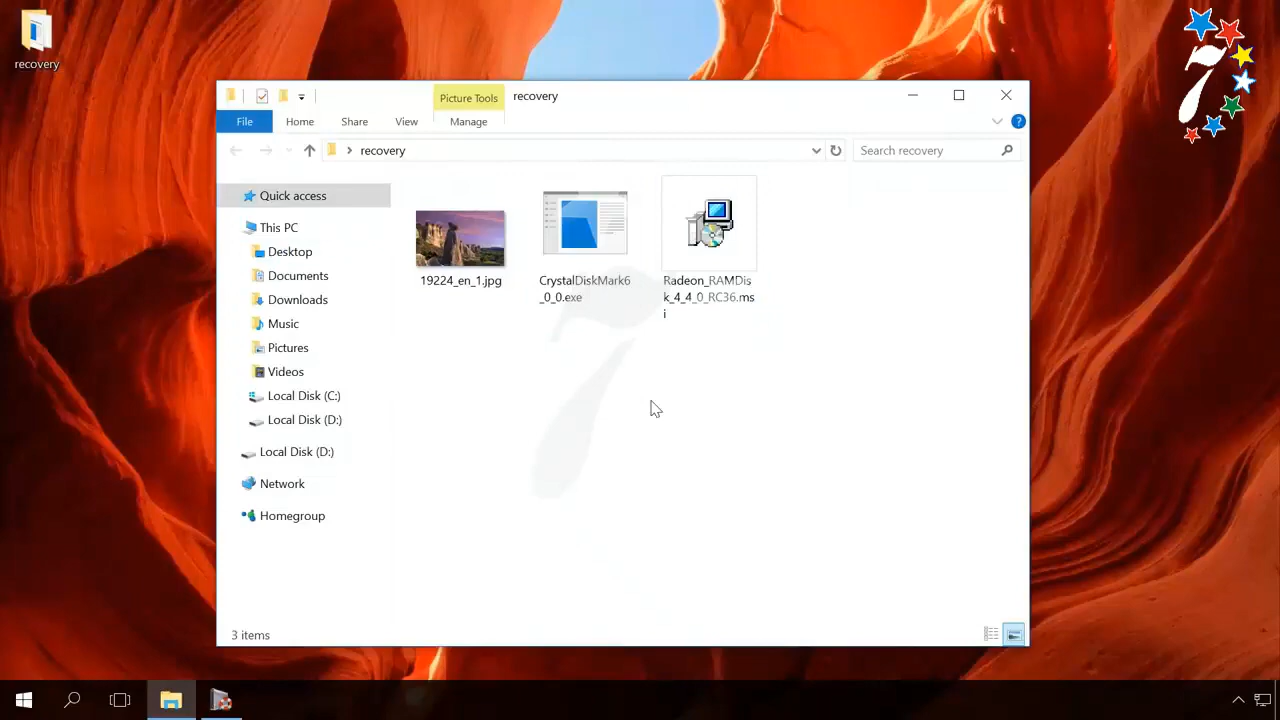 recovery
Picture Tools
recovery
File
Home
Share
View
Manage
recovery
Search recovery
Quick access
This PC
Desktop
Documents
Downloads
Music
Pictures
Videos
Local Disk (C:)
Local Disk (D:)
Local Disk (D:)
Network
Homegroup
19224_en_1.jpg
CrystalDiskMark6
_0_0.exe
Radeon_RAMDis
k_4_4_0_RC36.ms
i
3 items
7
7